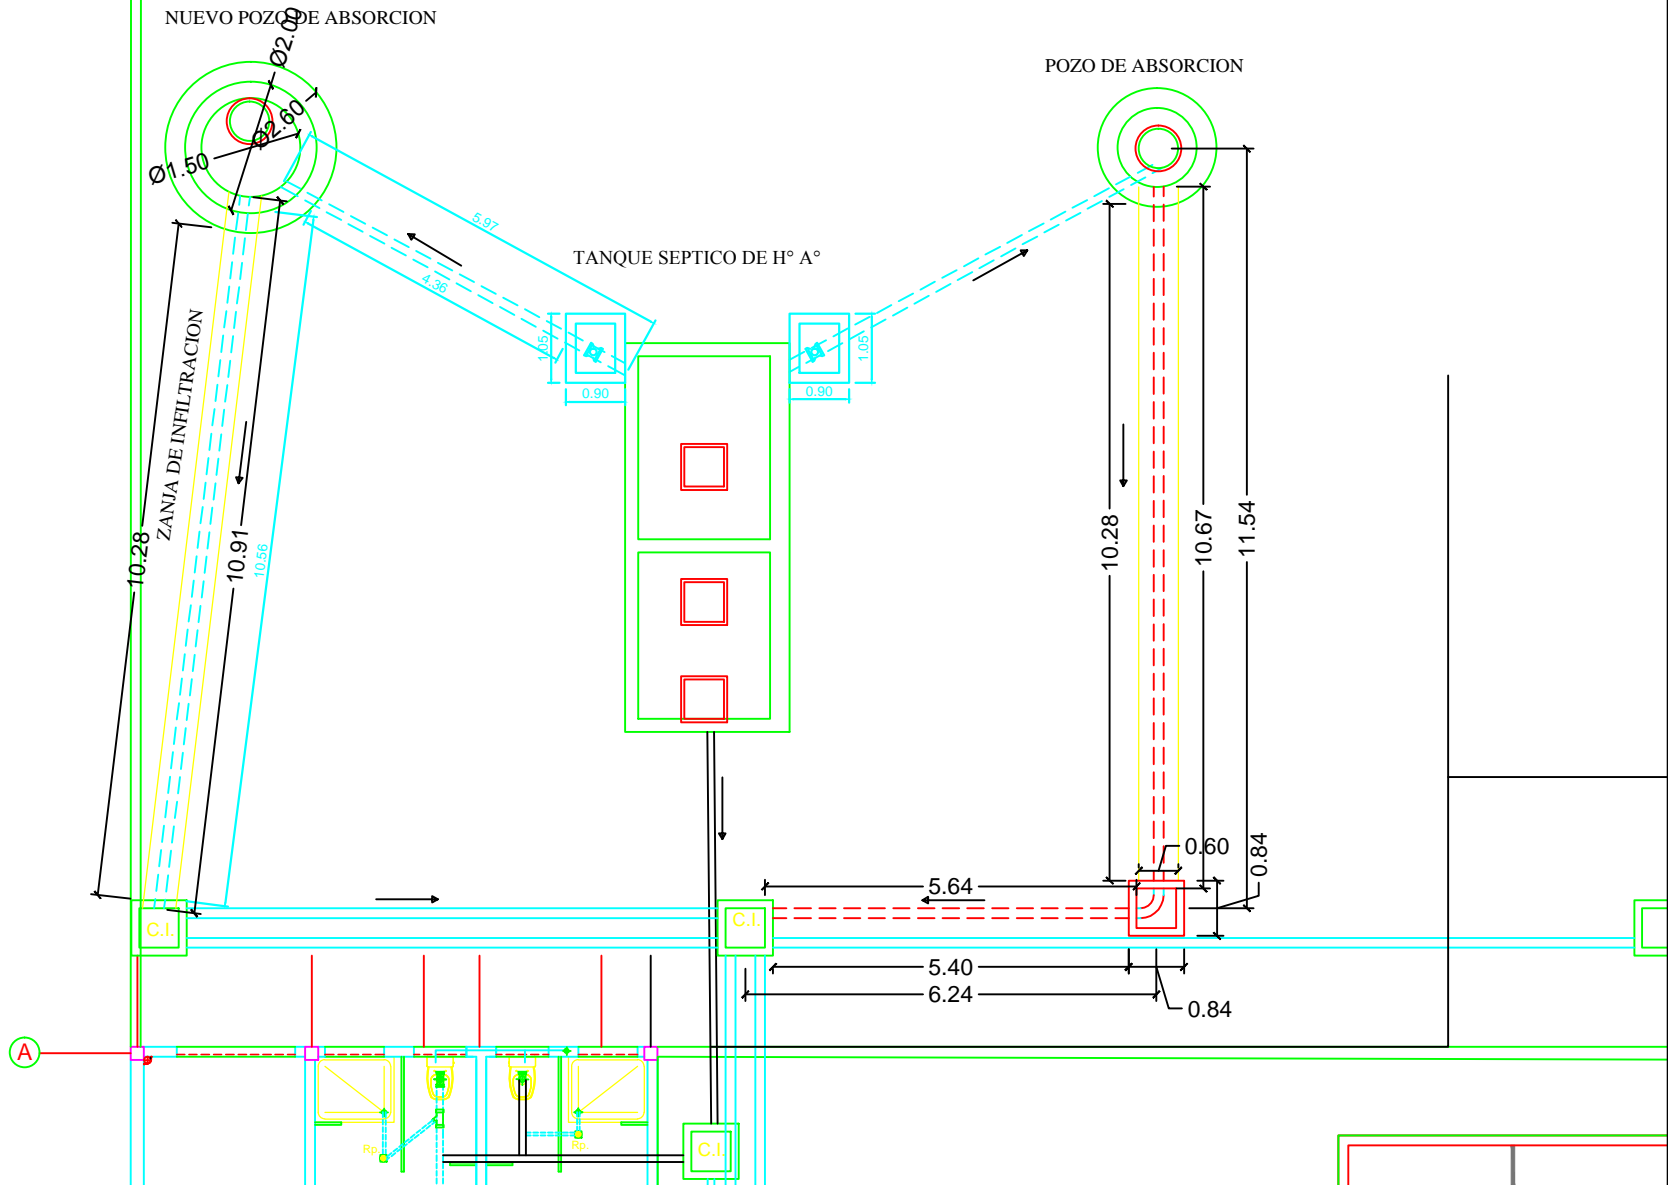 NUEVO POZO DE ABSORCION
Ø2.00
POZO DE ABSORCION
Ø2.60
Ø1.50
5.97
TANQUE SEPTICO DE H° A°
4.36
1.05
1.05
0.90
0.90
ZANJA DE INFILTRACION
10.28
10.91
10.56
10.28
10.67
11.54
0.60
0.84
5.64
C.I.
C.I.
5.40
6.24
0.84
A
Rp.
Rp.
C.I.